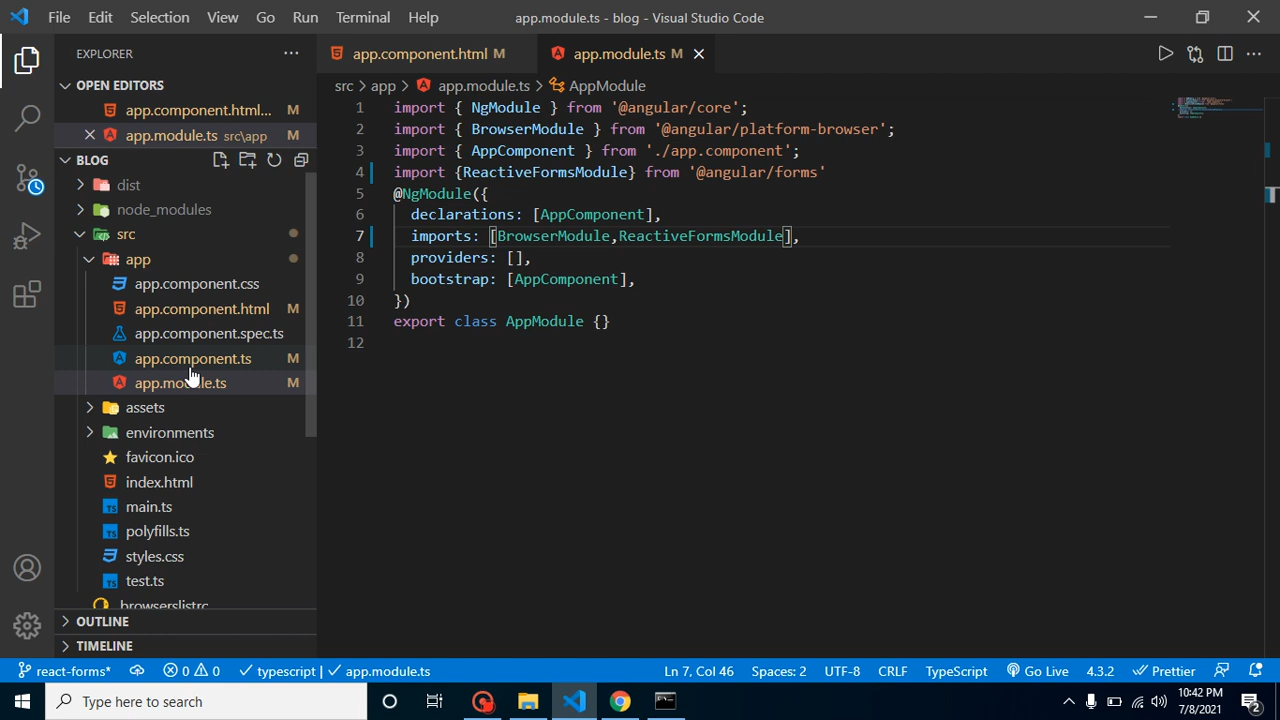 File Edit Selection View Go Run Terminal Help app.module.ts - blog - Visual Studio Code
EXPLORER
OPEN EDITORS
app.component.html... M
app.module.ts src\app M
BLOG
dist
node_modules
src
app
app.component.css
app.component.html M
app.component.spec.ts
app.component.ts M
app.module.ts M
assets
environments
favicon.ico
index.html
main.ts
polyfills.ts
styles.css
test.ts
.browserslistrc
OUTLINE
TIMELINE
app.component.html M app.module.ts M
src > app > app.module.ts > AppModule
1 import { NgModule } from '@angular/core';
2 import { BrowserModule } from '@angular/platform-browser';
3 import { AppComponent } from './app.component';
4 import {ReactiveFormsModule} from '@angular/forms'
5 @NgModule({
6 declarations: [AppComponent],
7 imports: [BrowserModule,ReactiveFormsModule],
8 providers: [],
9 bootstrap: [AppComponent],
10 })
11 export class AppModule {}
12
react-forms* 0 0 typescript | app.module.ts Ln 7, Col 46 Spaces: 2 UTF-8 CRLF TypeScript Go Live 4.3.2 Prettier
Type here to search
10:42 PM
7/8/2021
2